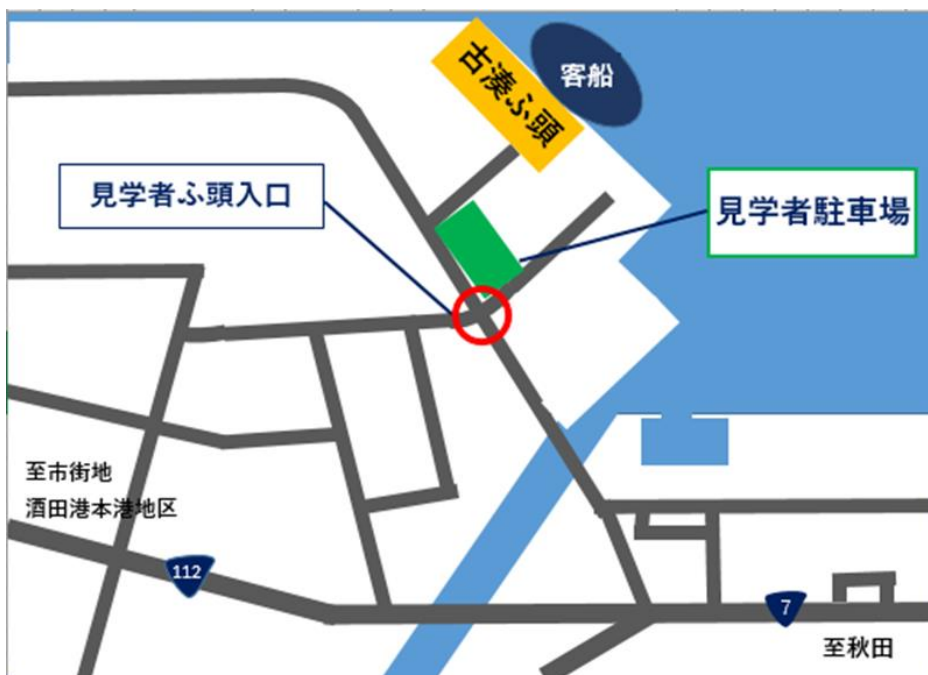 客船
古湊ふ頭
見学者ふ頭入口
見学者駐車場
至市街地
酒田港本港地区
112
7
至秋田